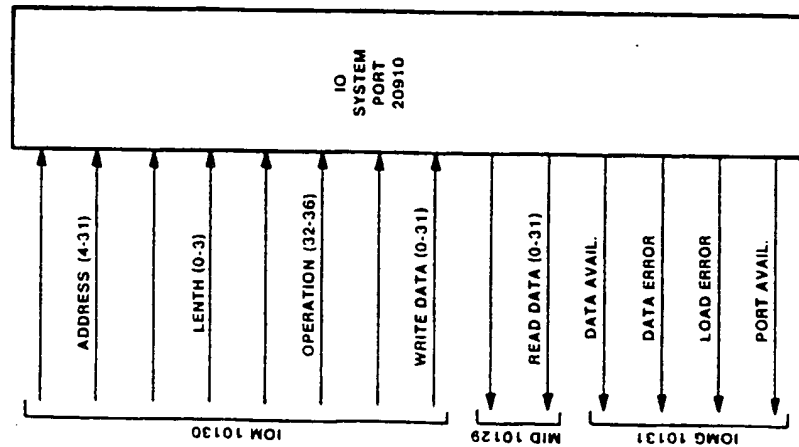 IO
SYSTEM
PORT
20910
ADDRESS (4-31)
LENTH (0-3)
OPERATION (32-36)
WRITE DATA (0-31)
READ DATA (0-31)
DATA AVAIL.
DATA ERROR
LOAD ERROR
PORT AVAIL.
IOM 10130
MID 10129
IOMG 10131